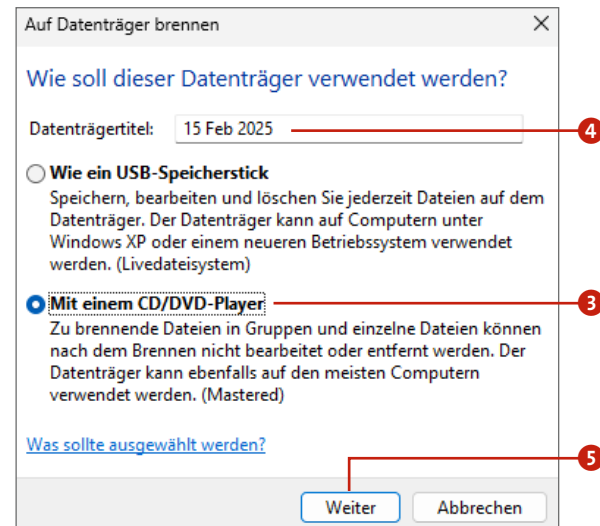 Auf Datenträger brennen
Wie soll dieser Datenträger verwendet werden?
Datenträgertitel: 15 Feb 2025 4
Wie ein USB-Speicherstick
Speichern, bearbeiten und löschen Sie jederzeit Dateien auf dem
Datenträger. Der Datenträger kann auf Computern unter
Windows XP oder einem neueren Betriebssystem verwendet
werden. (Livedateisystem)
Mit einem CD/DVD-Player 3
Zu brennende Dateien in Gruppen und einzelne Dateien können
nach dem Brennen nicht bearbeitet oder entfernt werden. Der
Datenträger kann ebenfalls auf den meisten Computern
verwendet werden. (Mastered)
Was sollte ausgewählt werden?
5
Weiter Abbrechen